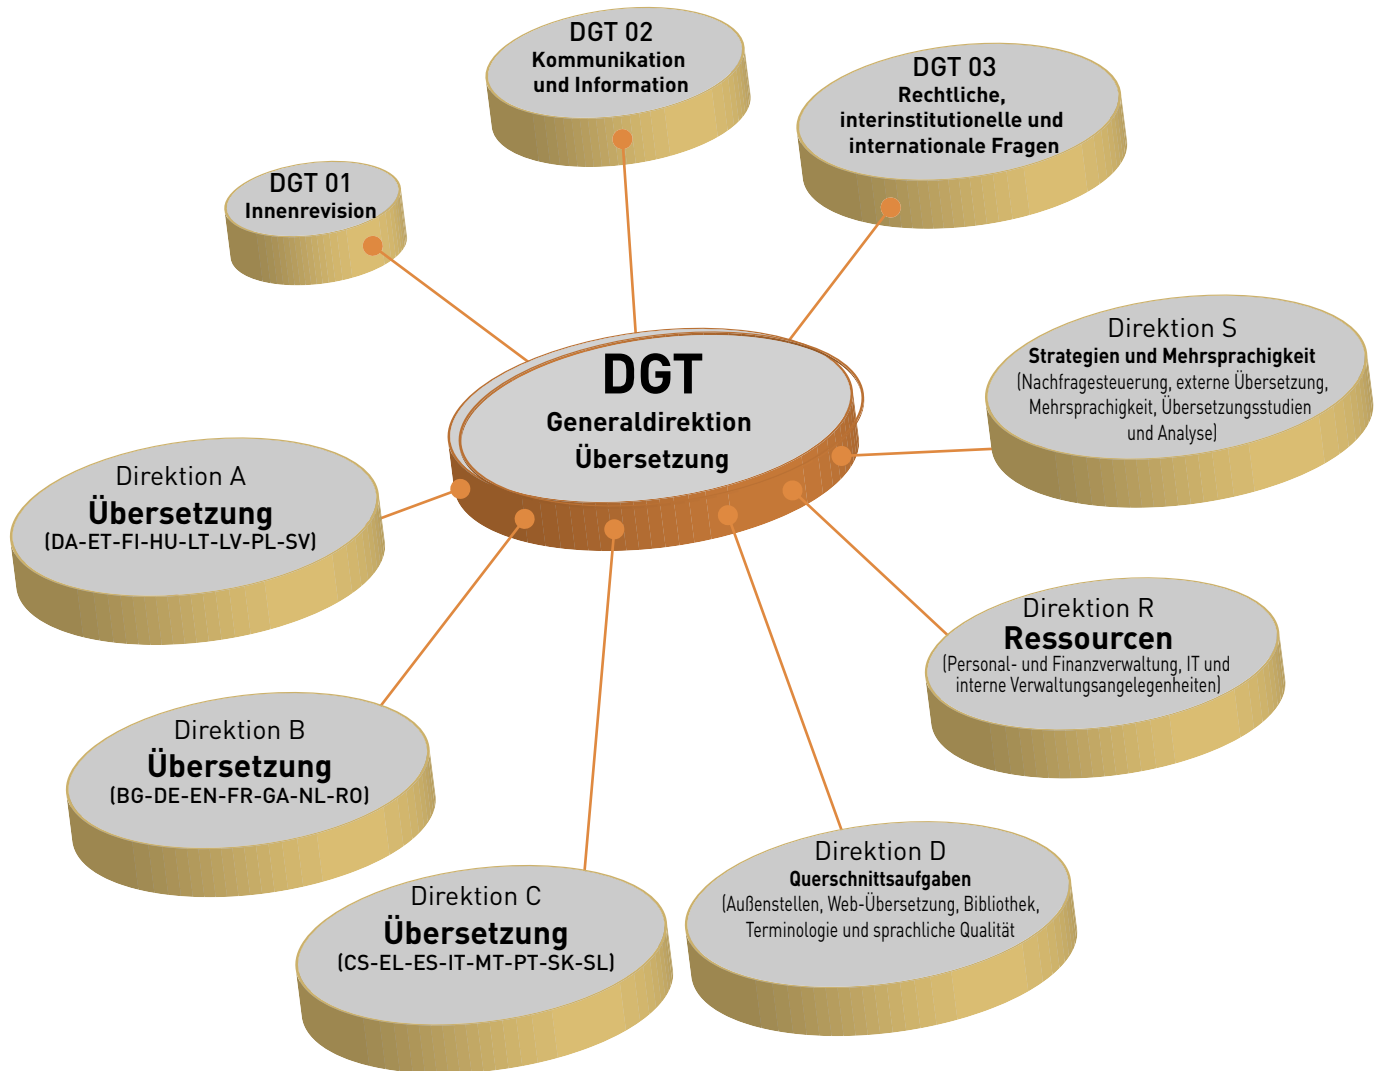 DGT 02
Kommunikation
und Information
DGT 03
Rechtliche,
interinstitutionelle und
internationale Fragen
DGT 01
Innenrevision
Direktion S
Strategien und Mehrsprachigkeit
(Nachfragesteuerung, externe Übersetzung,
Mehrsprachigkeit, Übersetzungsstudien
und Analyse)
DGT
Generaldirektion
Übersetzung
Direktion A
Übersetzung
(DA-ET-FI-HU-LT-LV-PL-SV)
Direktion R
Ressourcen
(Personal- und Finanzverwaltung, IT und
interne Verwaltungsangelegenheiten)
Direktion B
Übersetzung
(BG-DE-EN-FR-GA-NL-RO)
Direktion D
Querschnittsaufgaben
(Außenstellen, Web-Übersetzung, Bibliothek,
Terminologie und sprachliche Qualität
Direktion C
Übersetzung
(CS-EL-ES-IT-MT-PT-SK-SL)